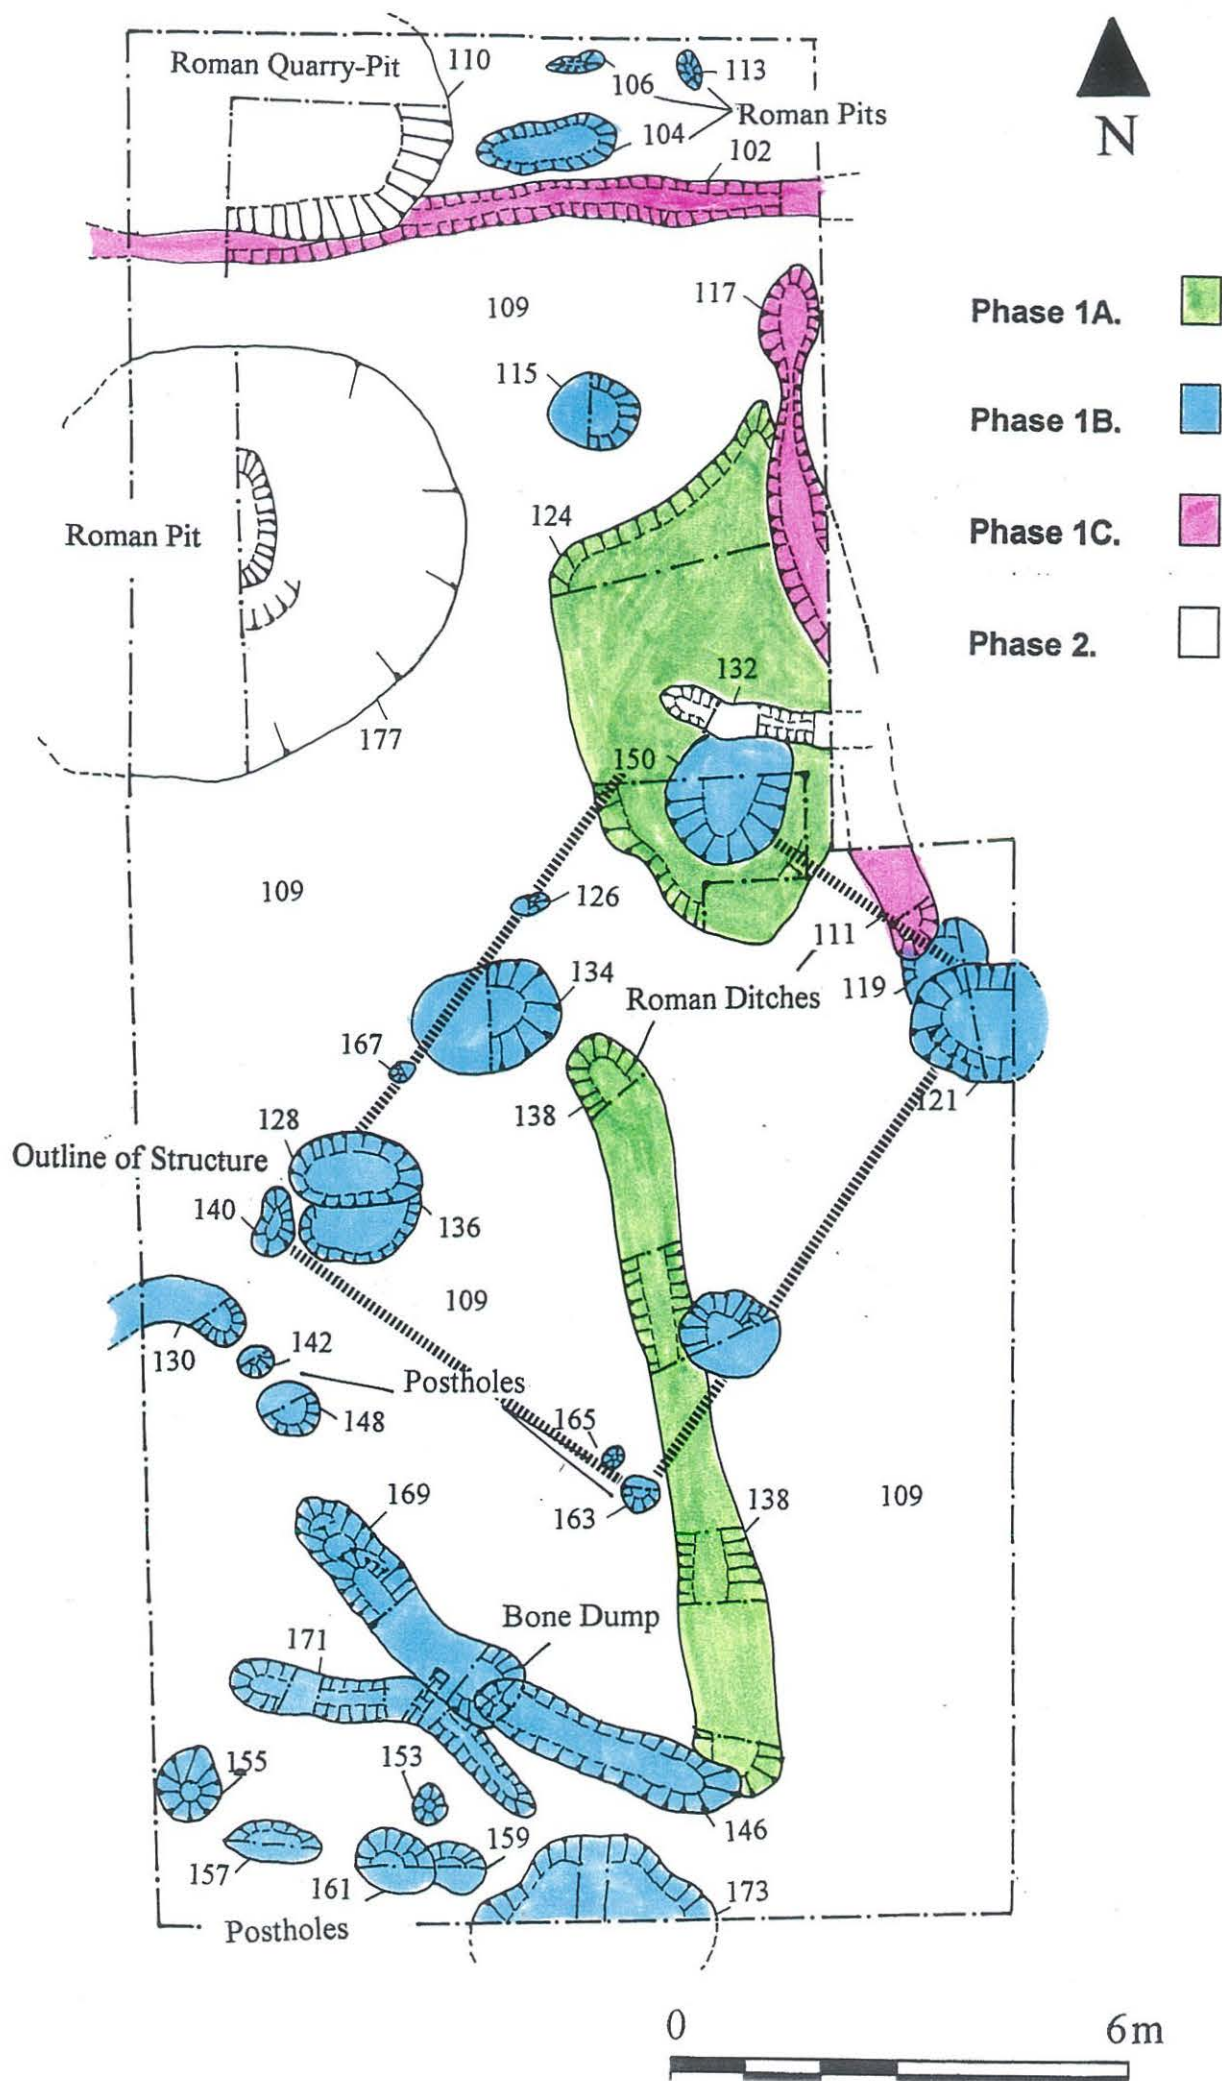 Roman Quarry-Pit
110
106
113
Roman Pits
104
102
N
109
117
Phase 1A.
115
Phase 1B.
124
Phase 1C.
Roman Pit
Phase 2.
132
177
150
109
126
111
134
Roman Ditches
119
167
138
121
128
Outline of Structure
140
136
109
130
142
Postholes
148
165
169
163
138
109
Bone Dump
171
155
153
146
157
159
161
173
Postholes
0
6m